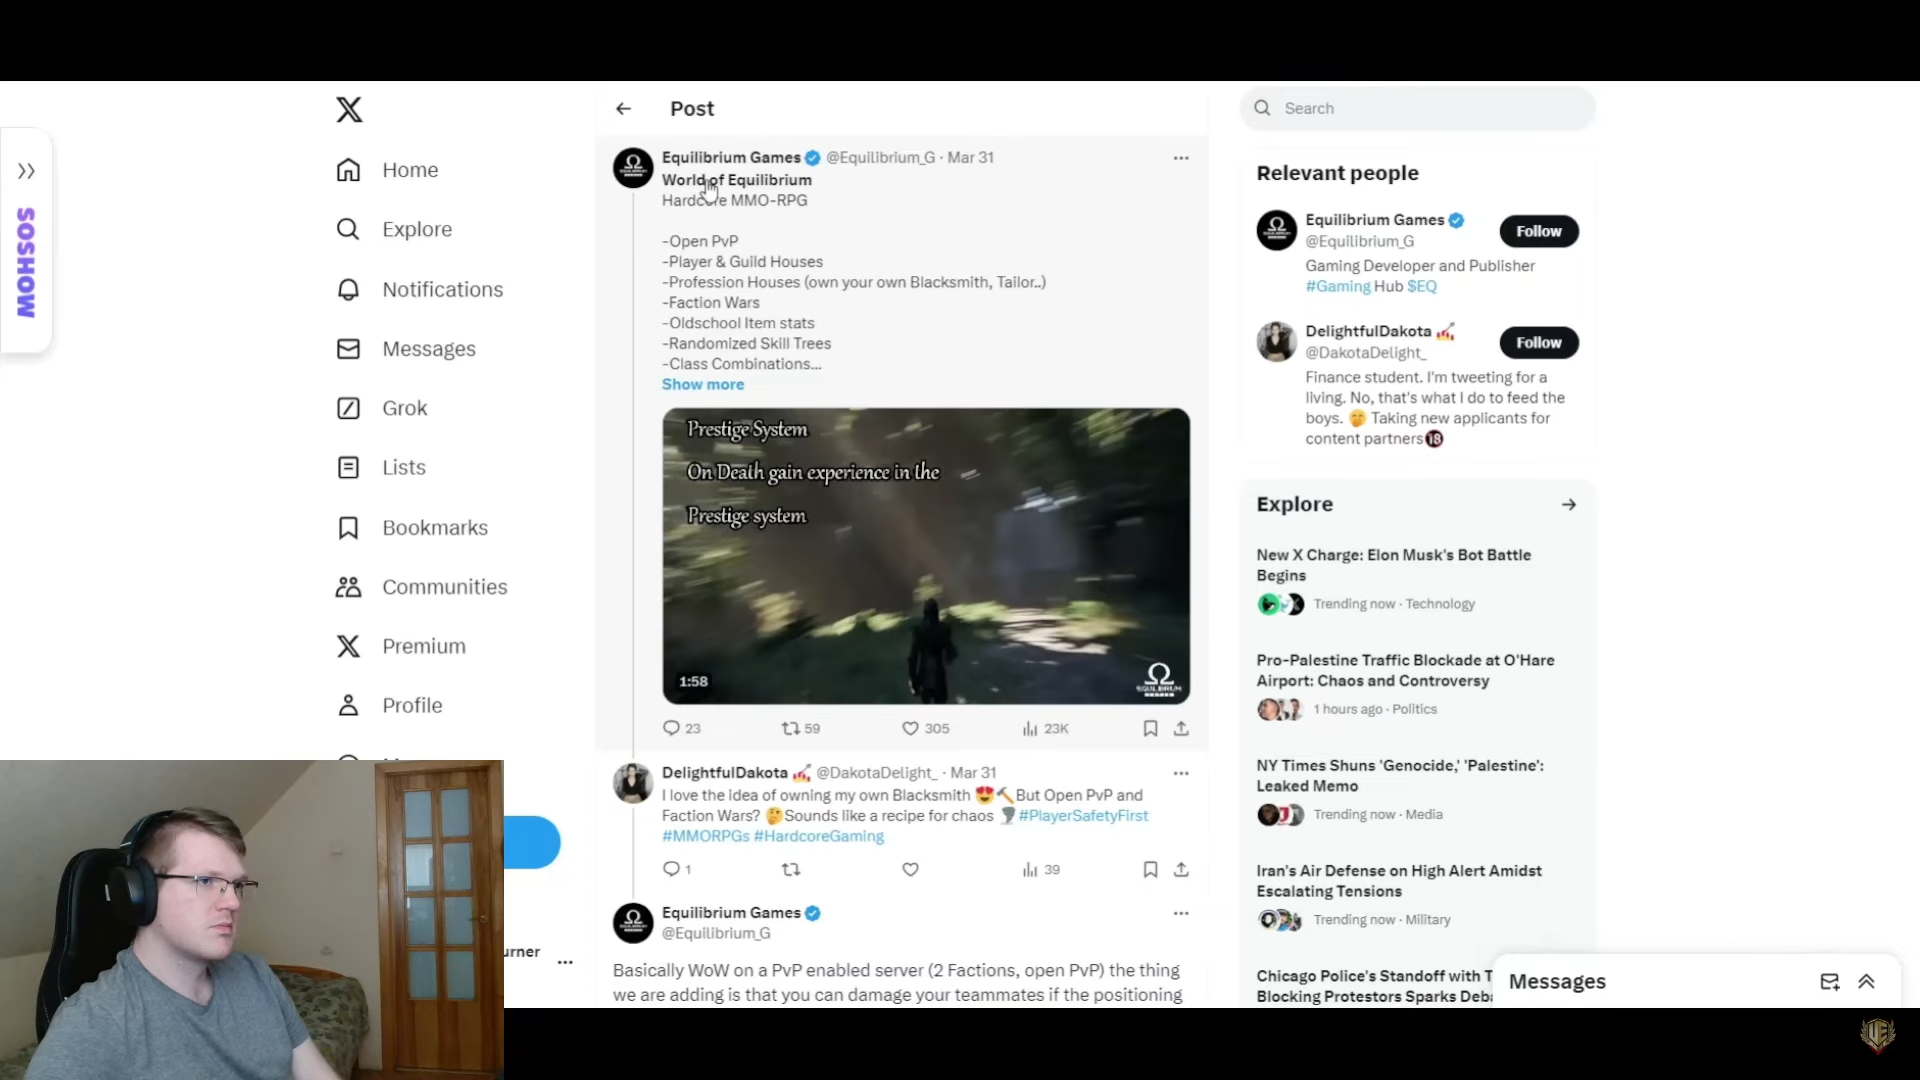 Post
Search
SOSHOW
Home
Explore
Notifications
Messages
Grok
Lists
Bookmarks
Communities
Premium
Profile
Equilibrium Games @Equilibrium_G · Mar 31
World of Equilibrium
Hardcore MMO-RPG
-Open PvP
-Player & Guild Houses
-Profession Houses (own your own Blacksmith, Tailor..)
-Faction Wars
-Oldschool Item stats
-Randomized Skill Trees
-Class Combinations...
Show more
Prestige System
On Death gain experience in the
Prestige system
1:58
EQUILIBRIUM
23 59 305 23K
DelightfulDakota @DakotaDelight_ · Mar 31
I love the idea of owning my own Blacksmith 😍🔨But Open PvP and
Faction Wars? 🤔Sounds like a recipe for chaos 🌪️#PlayerSafetyFirst
#MMORPGs #HardcoreGaming
1 39
Equilibrium Games
@Equilibrium_G
Basically WoW on a PvP enabled server (2 Factions, open PvP) the thing
we are adding is that you can damage your teammates if the positioning
urner
Relevant people
Equilibrium Games
@Equilibrium_G
Follow
Gaming Developer and Publisher
#Gaming Hub $EQ
DelightfulDakota
@DakotaDelight_
Follow
Finance student. I'm tweeting for a
living. No, that's what I do to feed the
boys. 🤫 Taking new applicants for
content partners🔞
Explore
New X Charge: Elon Musk's Bot Battle
Begins
Trending now · Technology
Pro-Palestine Traffic Blockade at O'Hare
Airport: Chaos and Controversy
1 hours ago · Politics
NY Times Shuns 'Genocide,' 'Palestine':
Leaked Memo
Trending now · Media
Iran's Air Defense on High Alert Amidst
Escalating Tensions
Trending now · Military
Chicago Police's Standoff with T
Blocking Protestors Sparks Deba
Messages